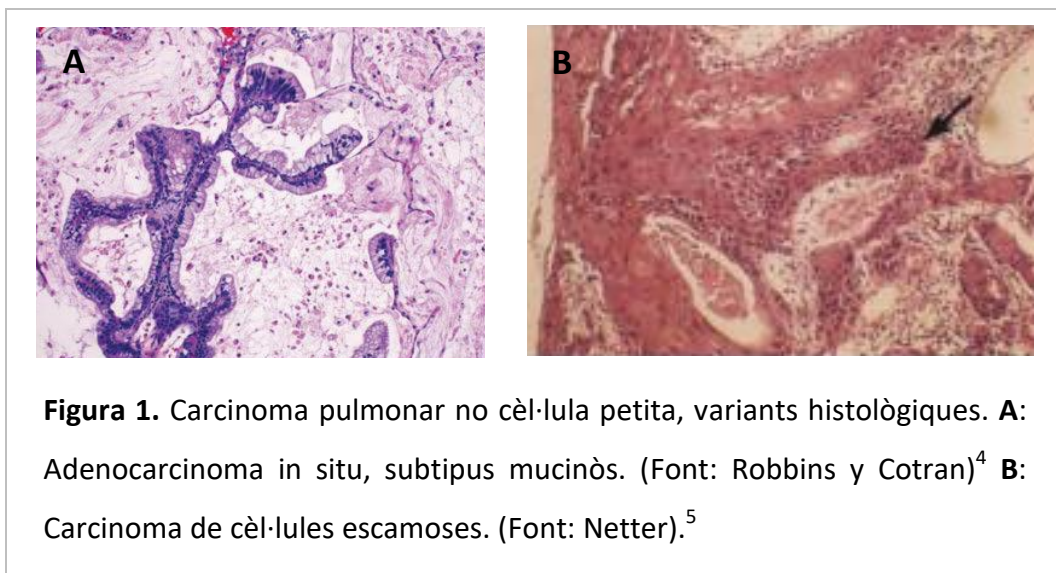 A
B
Figura 1. Carcinoma pulmonar no cèl·lula petita, variants histològiques. A:
Adenocarcinoma in situ, subtipus mucinòs. (Font: Robbins y Cotran)4 B:
Carcinoma de cèl·lules escamoses. (Font: Netter).5